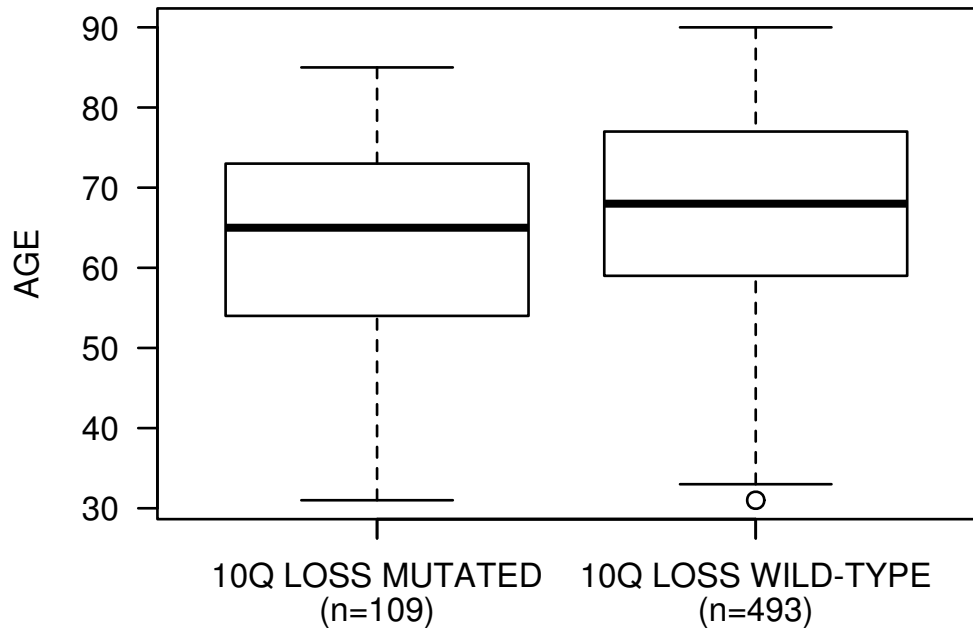 AGE
90
80
70
60
50
40
30
10Q LOSS MUTATED
(n=109)
10Q LOSS WILD-TYPE
(n=493)